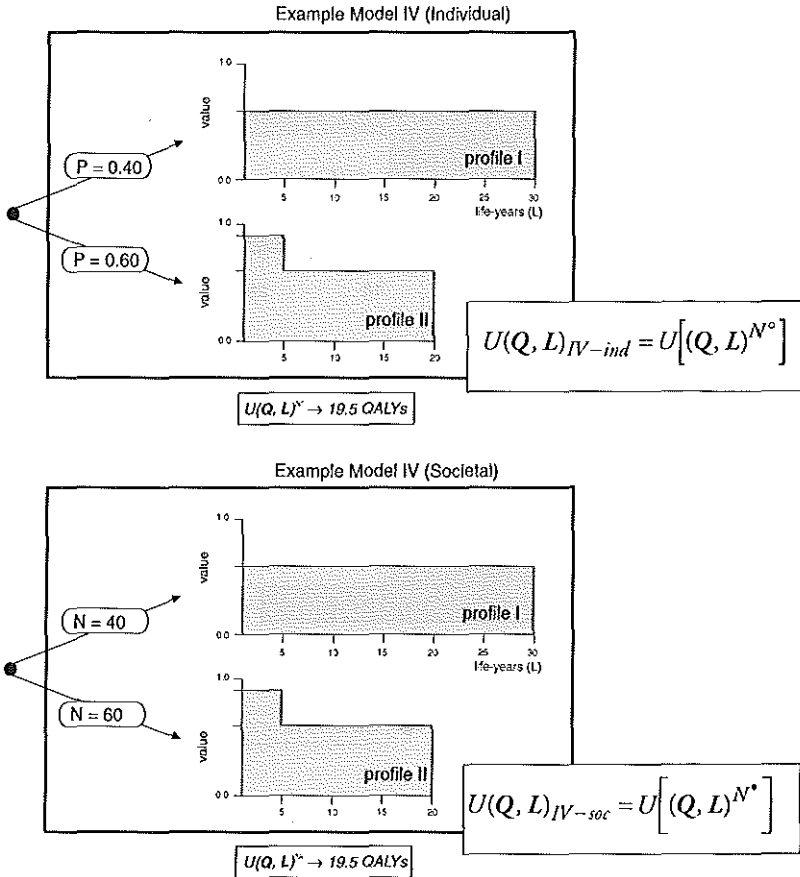 Example Model IV (Individual)
1.0
value
0.0
5 10 15 20 25 30
life-years (L)
profile I
P = 0.40
P = 0.60
1.0
value
0.0
5 10 15 20
profile II
U(Q, L)_{IV-ind} = U[(Q, L)^{N°}]
→ 19.5 QALYs
Example Model IV (Societal)
1.0
value
0.0
5 10 15 20 25 30
life-years (L)
profile I
N = 40
N = 60
1.0
value
0.0
5 10 15 20
profile II
U(Q, L)_{IV-soc} = U[(Q, L)^{N*}]
→ 19.5 QALYs